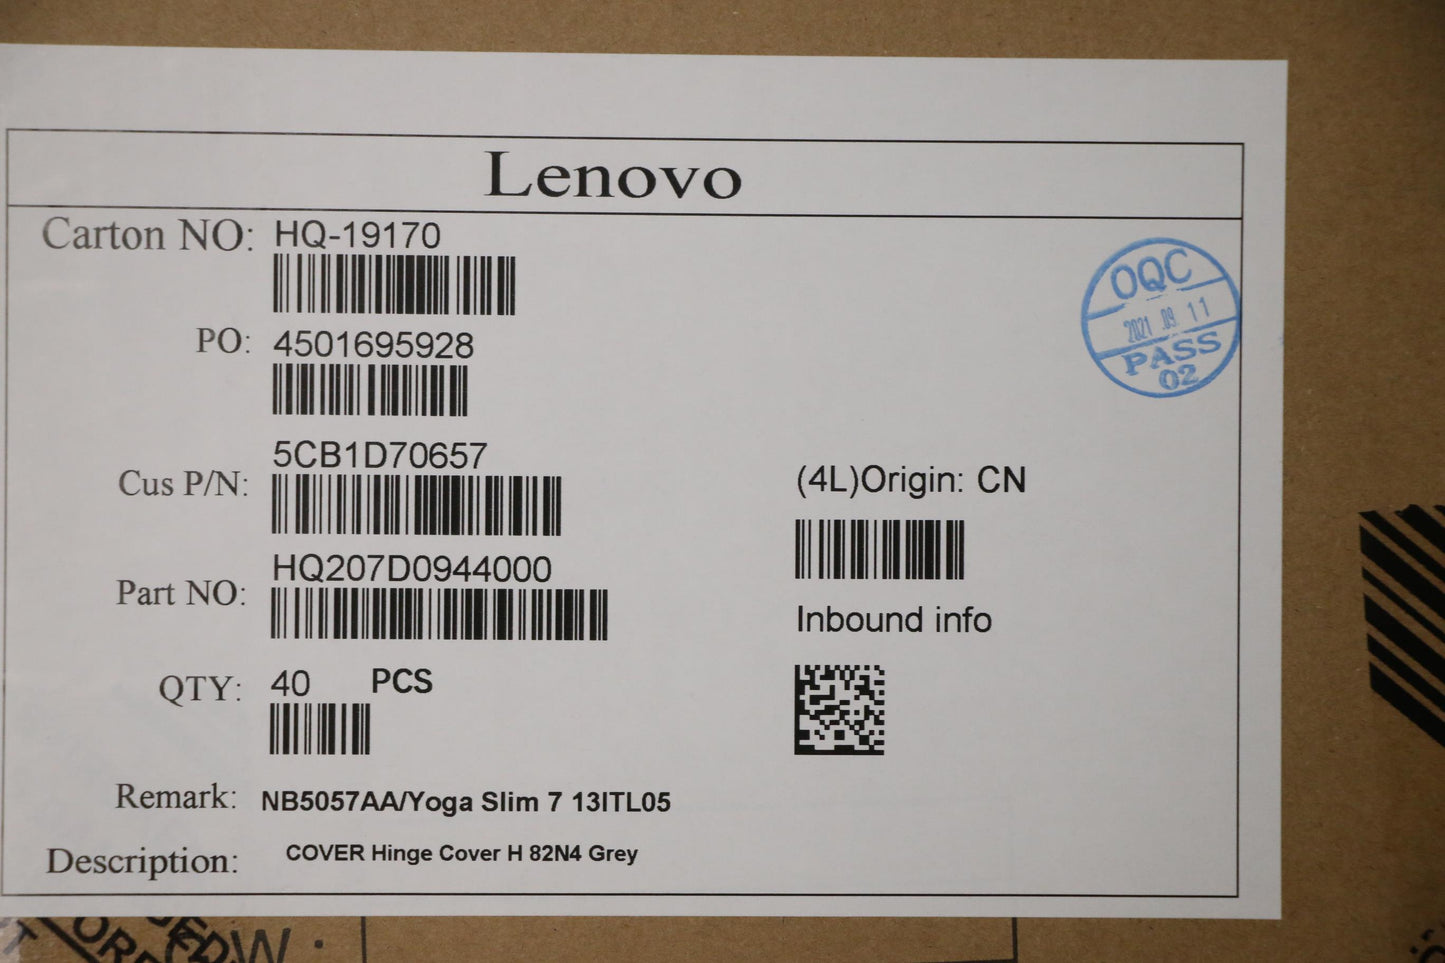 Lenovo
Carton NO: HQ-19170
PO: 4501695928
Cus P/N: 5CB1D70657
Part NO: HQ207D0944000
QTY: 40 PCS
Remark: NB5057AA/Yoga Slim 7 13ITL05
Description: COVER Hinge Cover H 82N4 Grey
OQC
2021 .09. 11
PASS
02
(4L)Origin: CN
Inbound info